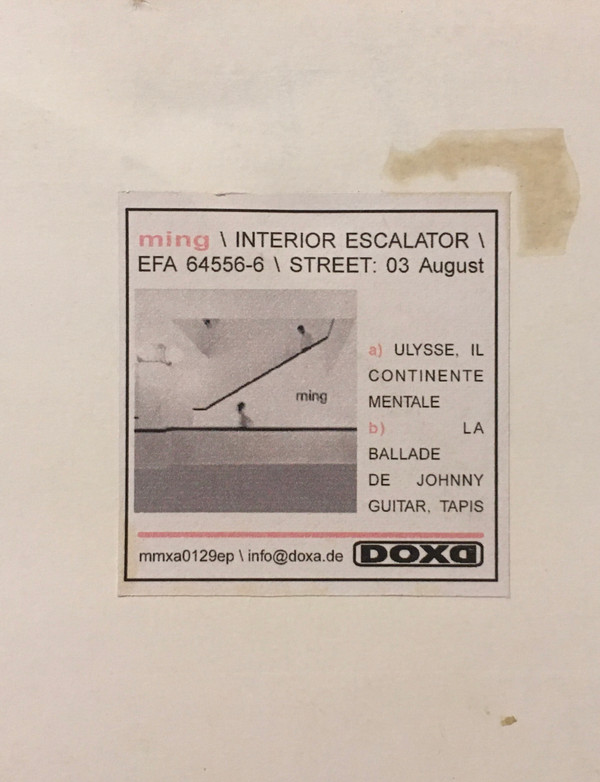 ming \ INTERIOR ESCALATOR \
EFA 64556-6 \ STREET: 03 August
ming
a) ULYSSE, IL
CONTINENTE
MENTALE
b) LA
BALLADE
DE JOHNNY
GUITAR, TAPIS
mmxa0129ep \ info@doxa.de DOXA